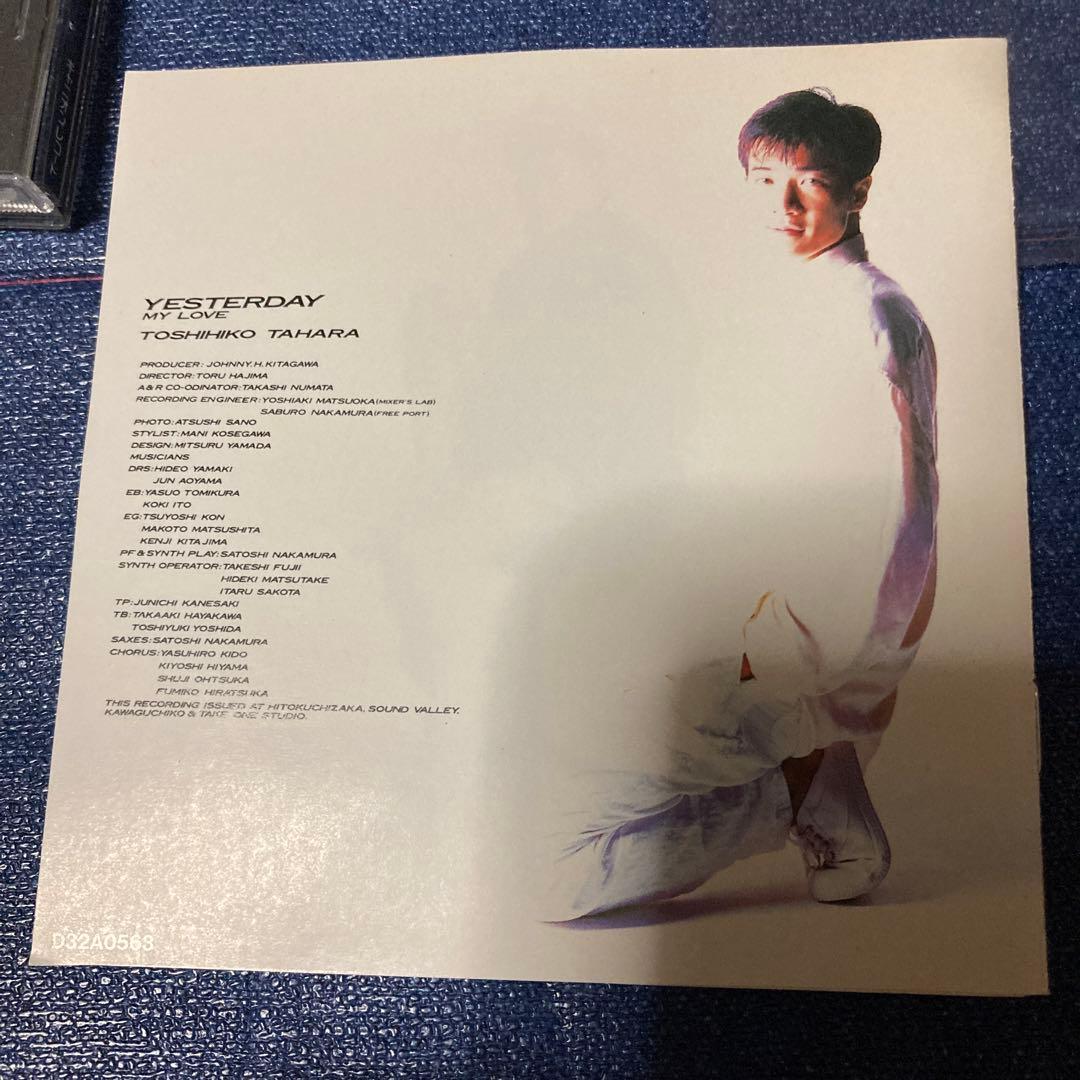 YESTERDAY
MY LOVE
TOSHIHIKO TAHARA
PRODUCER: JOHNNY.H.KITAGAWA
DIRECTOR: TORU HAJIMA
A&R CO-ODINATOR: TAKASHI NUMATA
RECORDING ENGINEER: YOSHIAKI MATSUOKA (MIXER'S LAB)
SABURO NAKAMURA (FREE PORT)
PHOTO: ATSUSHI SANO
STYLIST: MANI KOSEGAWA
DESIGN: MITSURU YAMADA
MUSICIANS
DRS: HIDEO YAMAKI
JUN AOYAMA
EB: YASUO TOMIKURA
KOKI ITO
EG: TSUYOSHI KON
MAKOTO MATSUSHITA
KENJI KITAJIMA
PF & SYNTH PLAY: SATOSHI NAKAMURA
SYNTH OPERATOR: TAKESHI FUJII
HIDEKI MATSUTAKE
ITARU SAKOTA
TP: JUNICHI KANESAKI
TB: TAKAAKI HAYAKAWA
TOSHIYUKI YOSHIDA
SAXES: SATOSHI NAKAMURA
CHORUS: YASUHIRO KIDO
KIYOSHI HIYAMA
SHUJI OHTSUKA
FUMIKO HIRATSUKA
THIS RECORDING ISSUED AT HITOKUCHIZAKA, SOUND VALLEY,
KAWAGUCHIKO & TAKE ONE STUDIO.
D32A0563